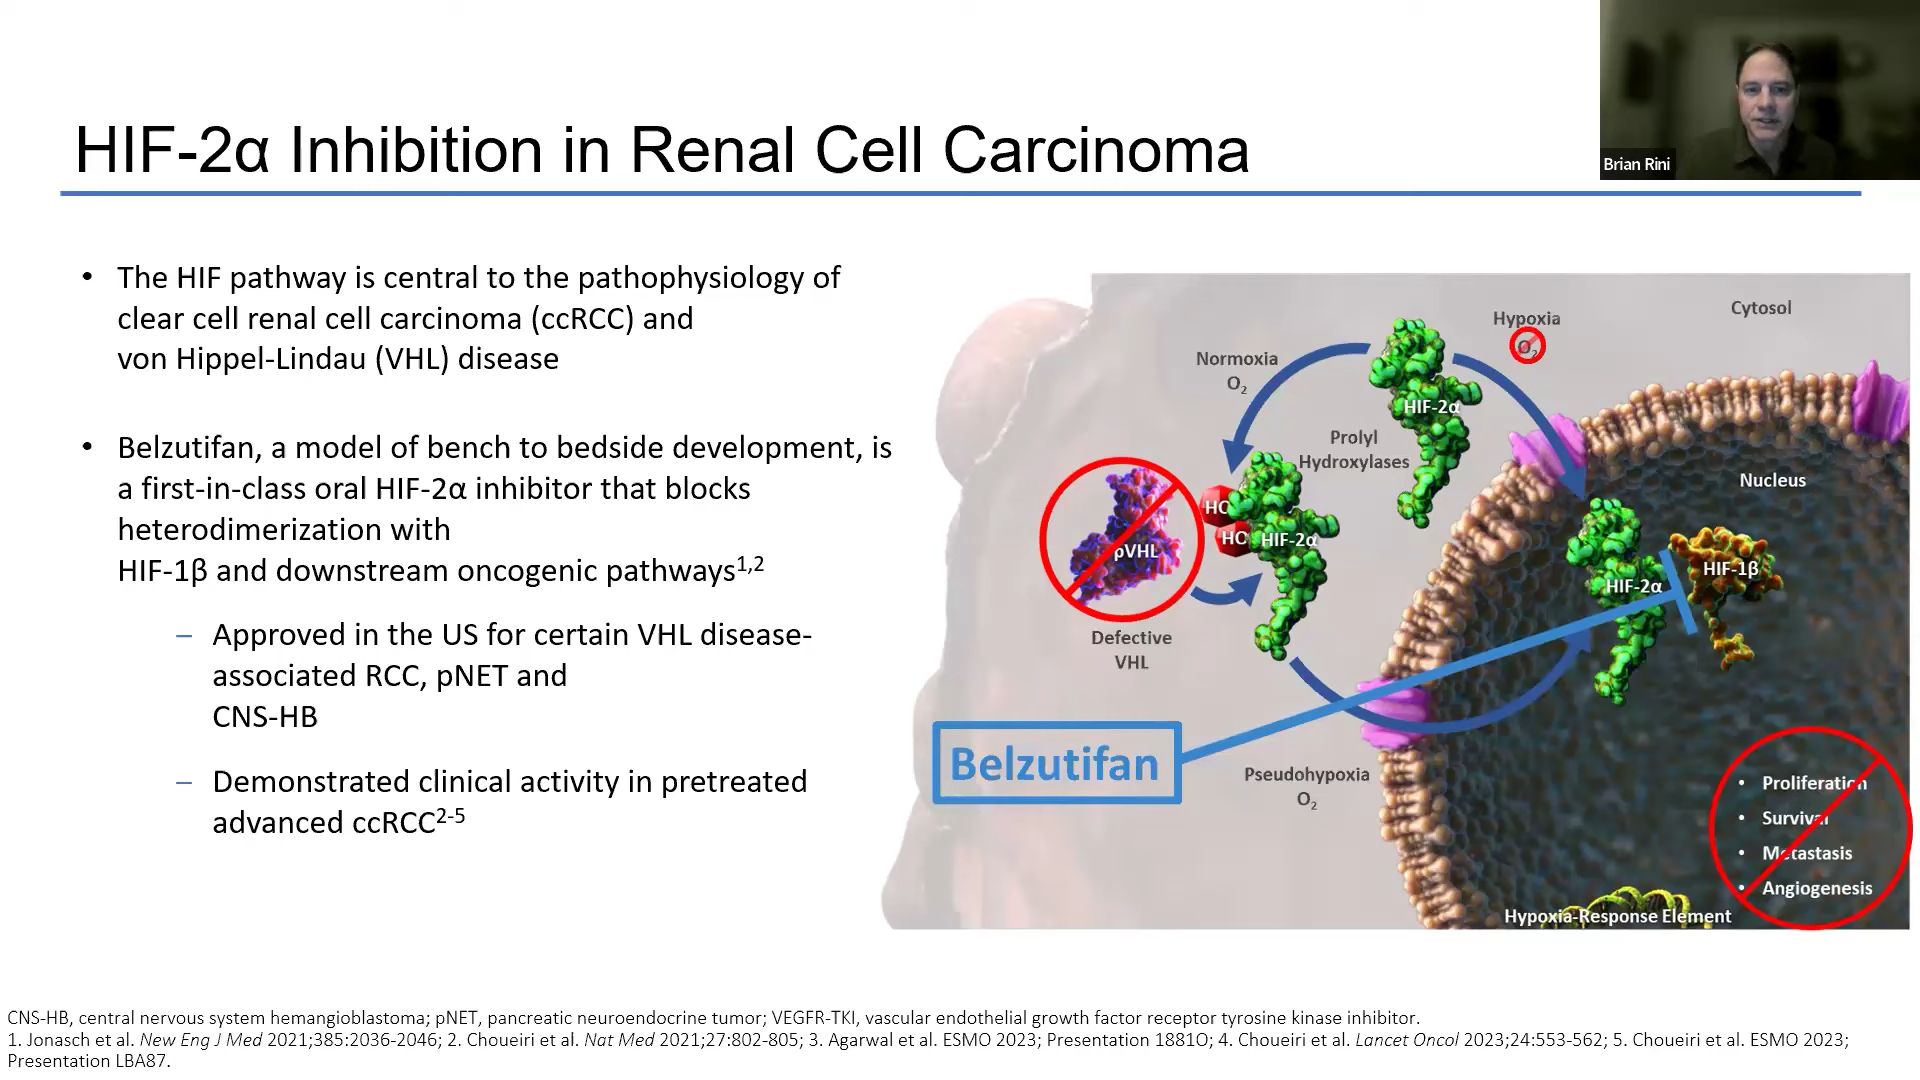 Brian Rini
HIF-2α Inhibition in Renal Cell Carcinoma
• The HIF pathway is central to the pathophysiology of
clear cell renal cell carcinoma (ccRCC) and
von Hippel-Lindau (VHL) disease
• Belzutifan, a model of bench to bedside development, is
a first-in-class oral HIF-2α inhibitor that blocks
heterodimerization with
HIF-1β and downstream oncogenic pathways1,2
– Approved in the US for certain VHL disease-
associated RCC, pNET and
CNS-HB
– Demonstrated clinical activity in pretreated
advanced ccRCC2-5
Cytosol
Hypoxia
O2
Normoxia
O2
HIF-2α
Prolyl
Hydroxylases
Nucleus
HO
HO
HIF-2α
pVHL
HIF-2α
HIF-1β
Defective
VHL
Belzutifan
Pseudohypoxia
O2
• Proliferation
• Survival
• Metastasis
• Angiogenesis
Hypoxia-Response Element
CNS-HB, central nervous system hemangioblastoma; pNET, pancreatic neuroendocrine tumor; VEGFR-TKI, vascular endothelial growth factor receptor tyrosine kinase inhibitor.
1. Jonasch et al. New Eng J Med 2021;385:2036-2046; 2. Choueiri et al. Nat Med 2021;27:802-805; 3. Agarwal et al. ESMO 2023; Presentation 1881O; 4. Choueiri et al. Lancet Oncol 2023;24:553-562; 5. Choueiri et al. ESMO 2023;
Presentation LBA87.